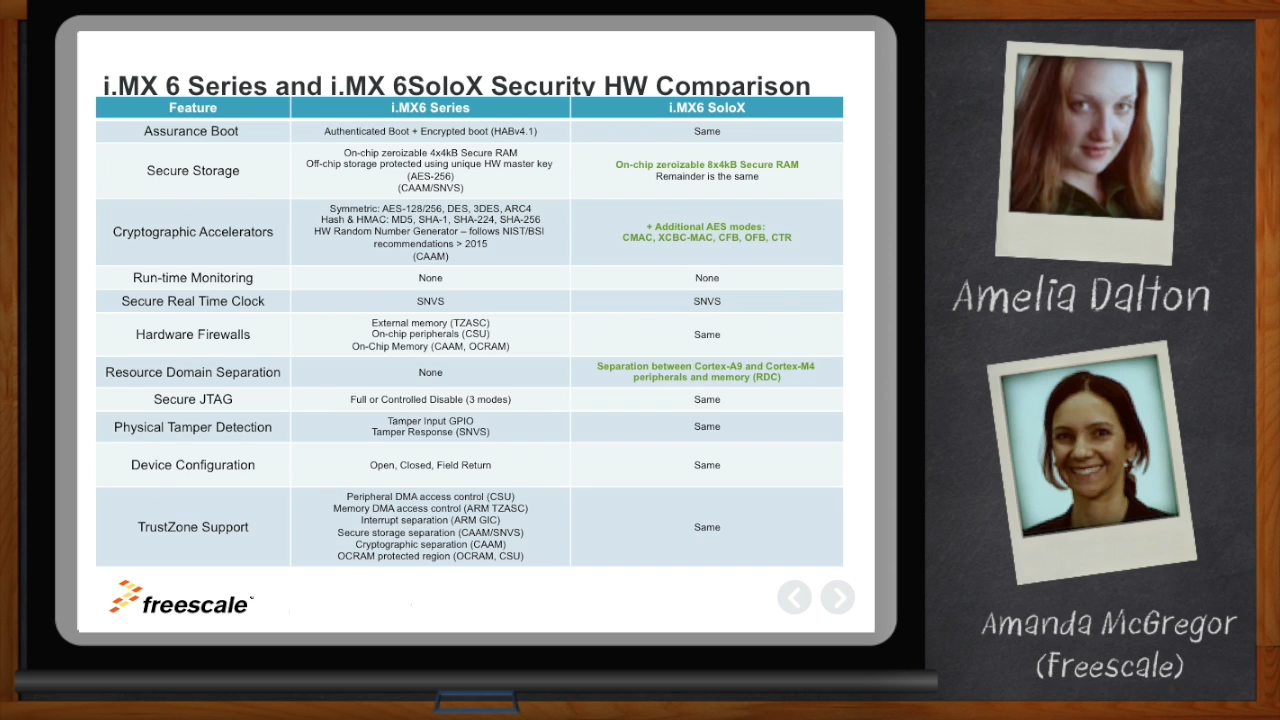 i.MX 6 Series and i.MX 6SoloX Security HW Comparison
Feature
i.MX6 Series
i.MX6 SoloX
Assurance Boot
Authenticated Boot + Encrypted boot (HABv4.1)
Same
Secure Storage
On-chip zeroizable 4x4kB Secure RAM
Off-chip storage protected using unique HW master key
(AES-256)
(CAAM/SNVS)
On-chip zeroizable 8x4kB Secure RAM
Remainder is the same
Cryptographic Accelerators
Symmetric: AES-128/256, DES, 3DES, ARC4
Hash & HMAC: MD5, SHA-1, SHA-224, SHA-256
HW Random Number Generator – follows NIST/BSI
recommendations > 2015
(CAAM)
+ Additional AES modes:
CMAC, XCBC-MAC, CFB, OFB, CTR
Run-time Monitoring
None
None
Secure Real Time Clock
SNVS
SNVS
Hardware Firewalls
External memory (TZASC)
On-chip peripherals (CSU)
On-Chip Memory (CAAM, OCRAM)
Same
Resource Domain Separation
None
Separation between Cortex-A9 and Cortex-M4
peripherals and memory (RDC)
Secure JTAG
Full or Controlled Disable (3 modes)
Same
Physical Tamper Detection
Tamper Input GPIO
Tamper Response (SNVS)
Same
Device Configuration
Open, Closed, Field Return
Same
TrustZone Support
Peripheral DMA access control (CSU)
Memory DMA access control (ARM TZASC)
Interrupt separation (ARM GIC)
Secure storage separation (CAAM/SNVS)
Cryptographic separation (CAAM)
OCRAM protected region (OCRAM, CSU)
Same
freescale
Amelia Dalton
Amanda McGregor
(Freescale)